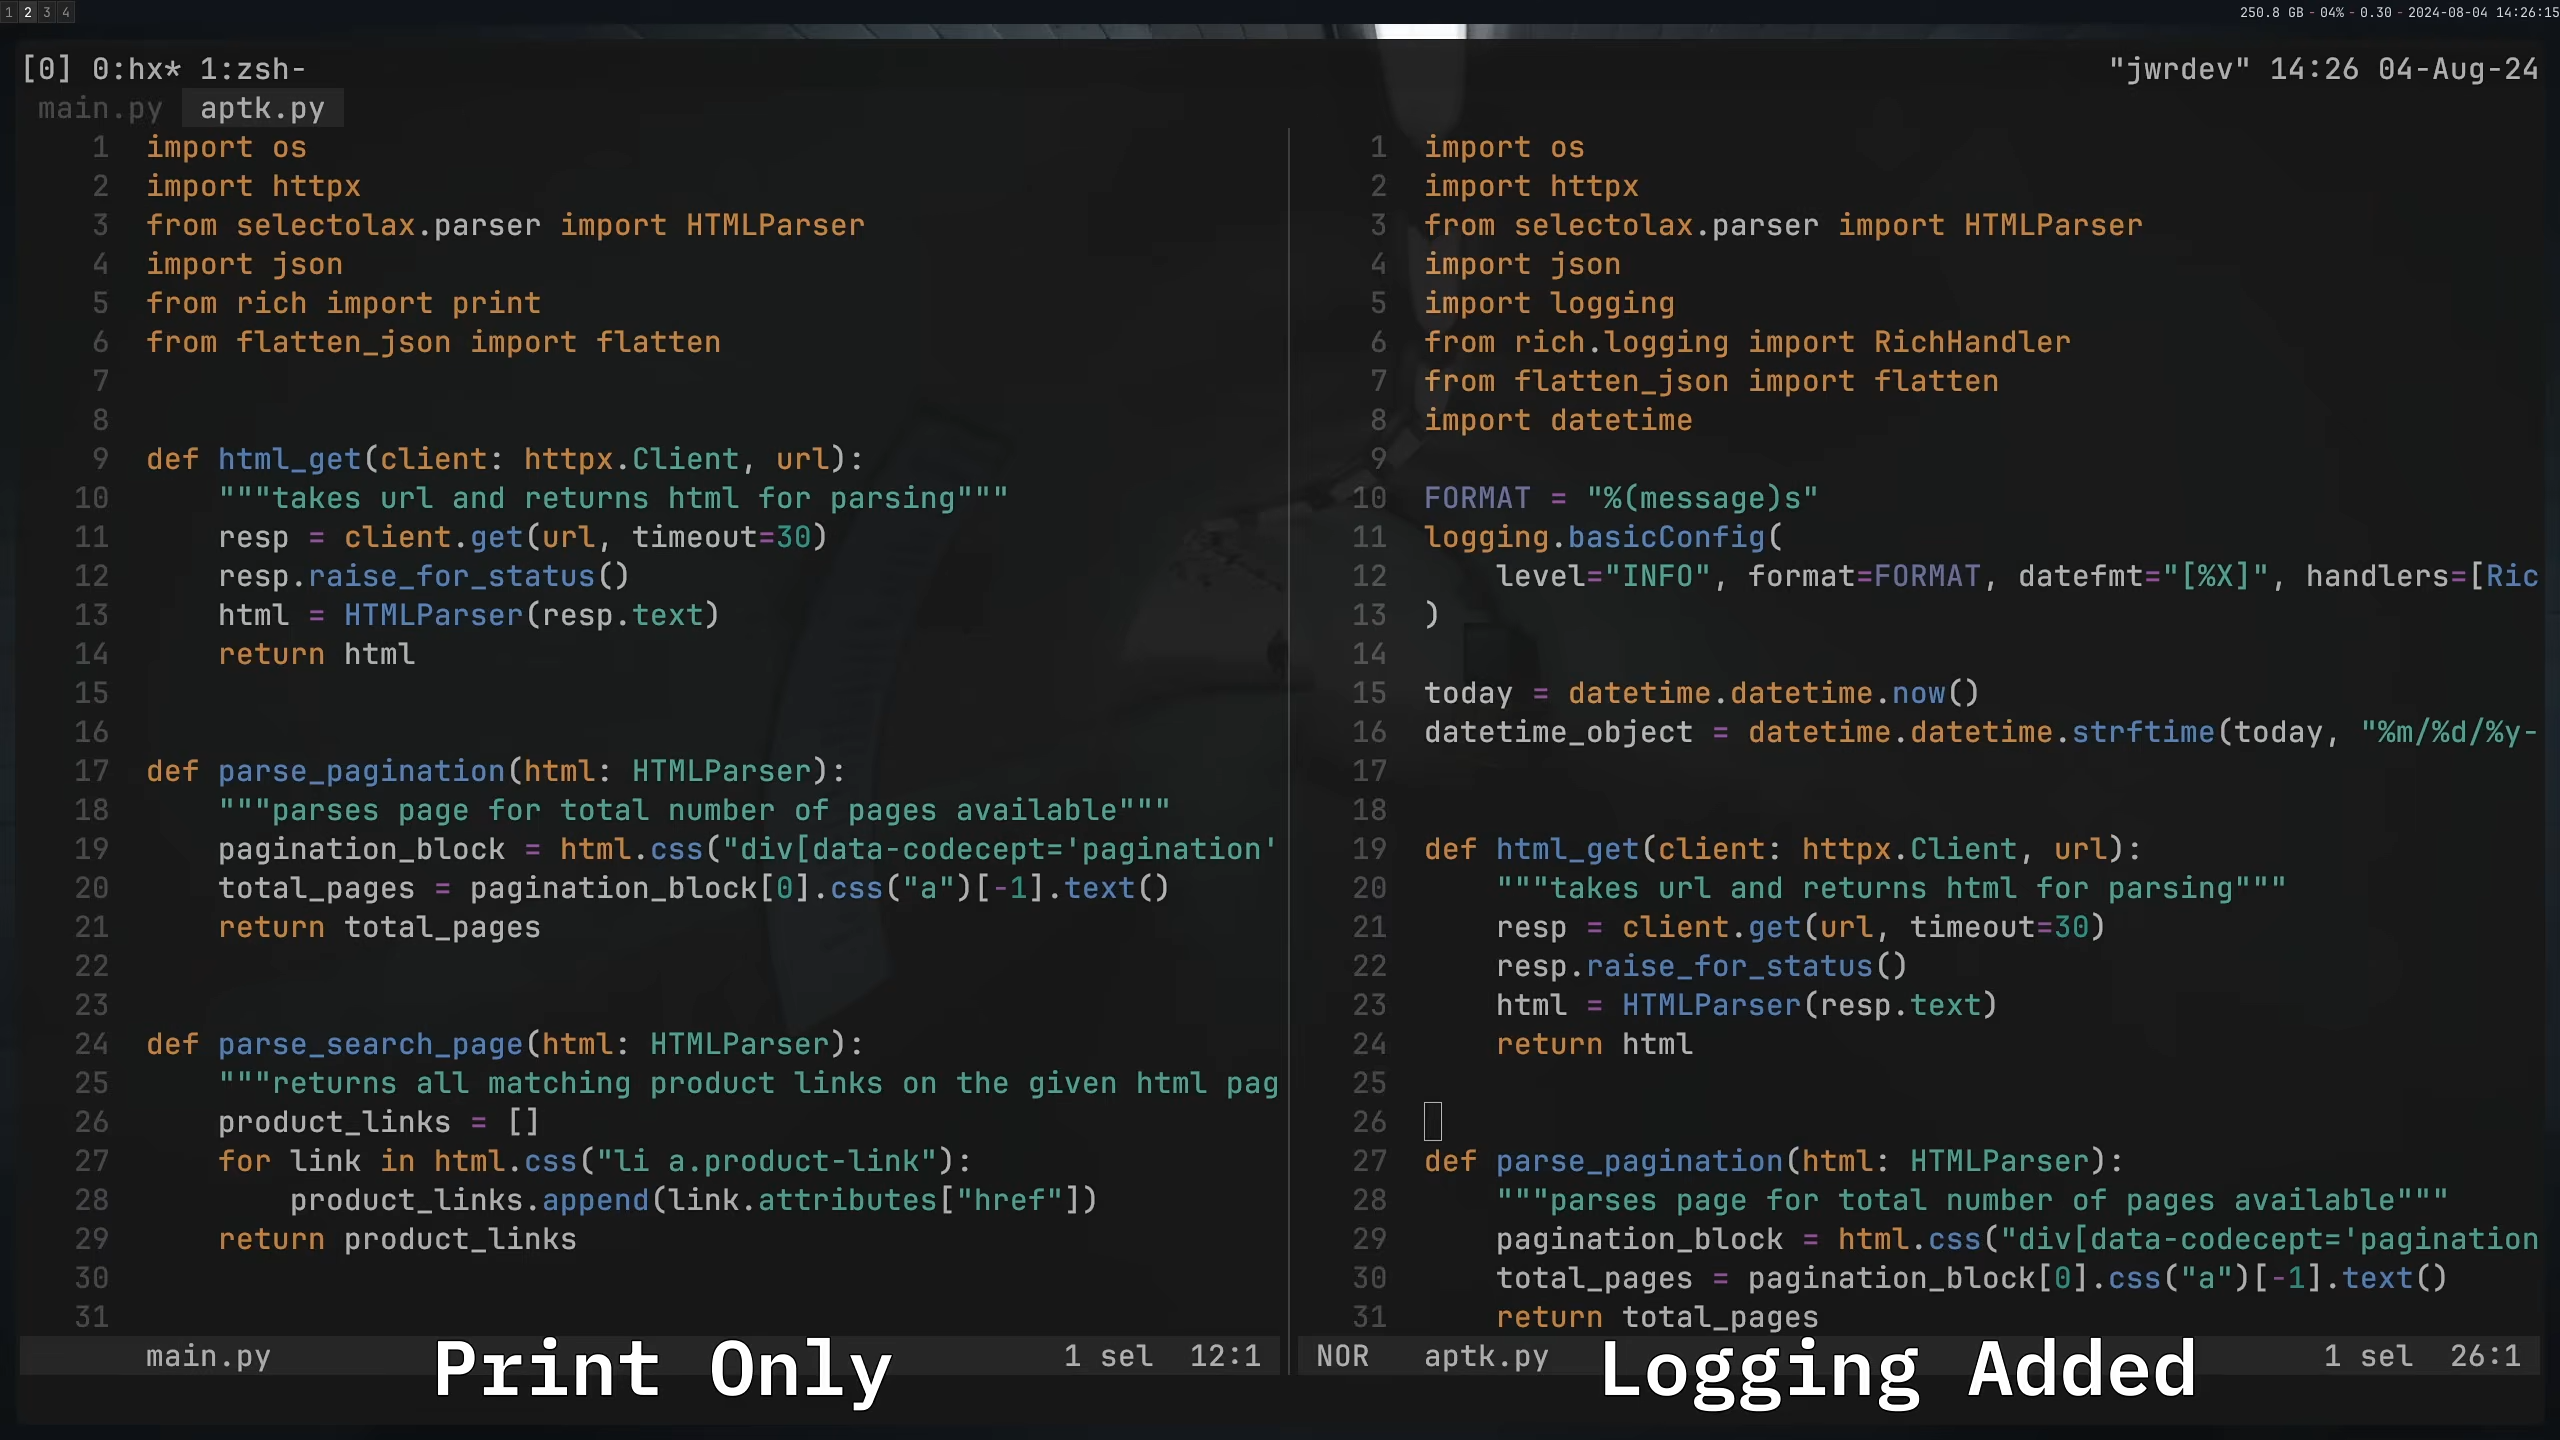 1 2 3 4
250.8 GB - 04% - 0.30 - 2024-08-04 14:26:15
[0] 0:hx* 1:zsh-
"jwrdev" 14:26 04-Aug-24
main.py aptk.py
1 import os
2 import httpx
3 from selectolax.parser import HTMLParser
4 import json
5 from rich import print
6 from flatten_json import flatten
7
8
9 def html_get(client: httpx.Client, url):
10     """takes url and returns html for parsing"""
11     resp = client.get(url, timeout=30)
12     resp.raise_for_status()
13     html = HTMLParser(resp.text)
14     return html
15
16
17 def parse_pagination(html: HTMLParser):
18     """parses page for total number of pages available"""
19     pagination_block = html.css("div[data-codecept='pagination'
20     total_pages = pagination_block[0].css("a")[-1].text()
21     return total_pages
22
23
24 def parse_search_page(html: HTMLParser):
25     """returns all matching product links on the given html pag
26     product_links = []
27     for link in html.css("li a.product-link"):
28         product_links.append(link.attributes["href"])
29     return product_links
30
31
main.py 1 sel 12:1
Print Only
1 import os
2 import httpx
3 from selectolax.parser import HTMLParser
4 import json
5 import logging
6 from rich.logging import RichHandler
7 from flatten_json import flatten
8 import datetime
9
10 FORMAT = "%(message)s"
11 logging.basicConfig(
12     level="INFO", format=FORMAT, datefmt="[%X]", handlers=[Ric
13 )
14
15 today = datetime.datetime.now()
16 datetime_object = datetime.datetime.strftime(today, "%m/%d/%y-
17
18
19 def html_get(client: httpx.Client, url):
20     """takes url and returns html for parsing"""
21     resp = client.get(url, timeout=30)
22     resp.raise_for_status()
23     html = HTMLParser(resp.text)
24     return html
25
26
27 def parse_pagination(html: HTMLParser):
28     """parses page for total number of pages available"""
29     pagination_block = html.css("div[data-codecept='pagination
30     total_pages = pagination_block[0].css("a")[-1].text()
31     return total_pages
NOR aptk.py 1 sel 26:1
Logging Added